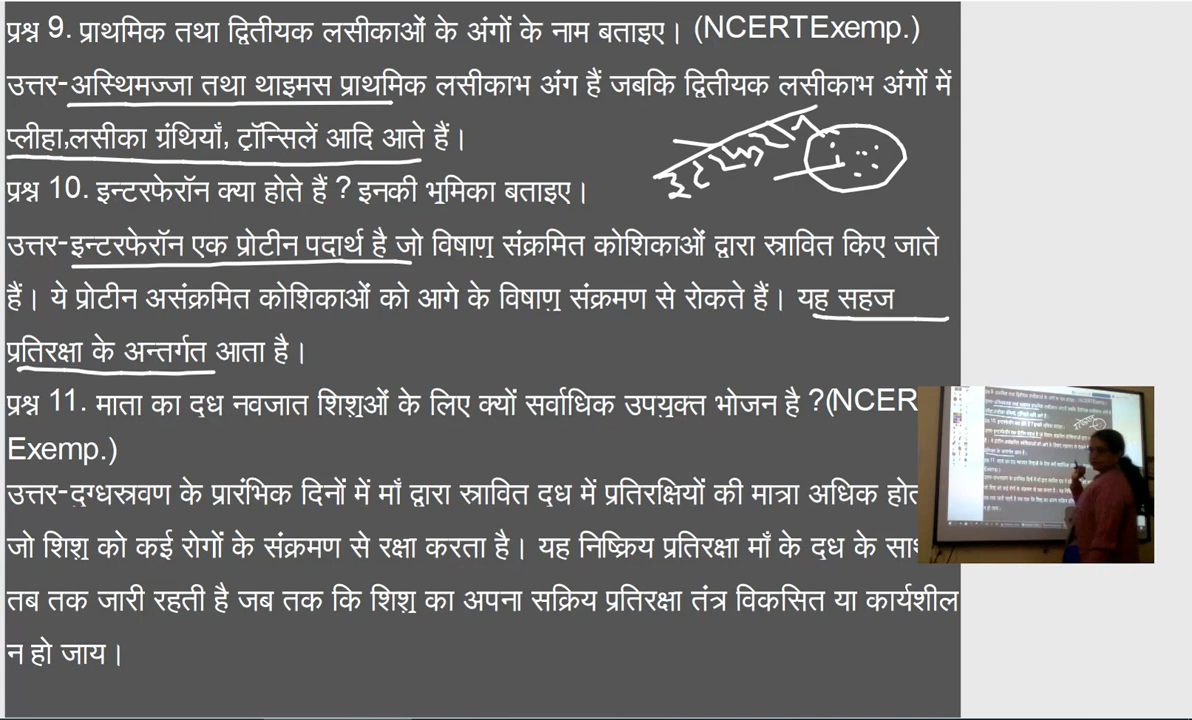 प्रश्न 9. प्राथमिक तथा द्वितीयक लसीकाओं के अंगों के नाम बताइए। (NCERTExemp.)
उत्तर-अस्थिमज्जा तथा थाइमस प्राथमिक लसीकाभ अंग हैं जबकि द्वितीयक लसीकाभ अंगों में
प्लीहा,लसीका ग्रंथियाँ, ट्रॉन्सिलें आदि आते हैं।
प्रश्न 10. इन्टरफेरॉन क्या होते हैं ? इनकी भूमिका बताइए।
उत्तर-इन्टरफेरॉन एक प्रोटीन पदार्थ है जो विषाणु संक्रमित कोशिकाओं द्वारा स्रावित किए जाते
हैं। ये प्रोटीन असंक्रमित कोशिकाओं को आगे के विषाणु संक्रमण से रोकते हैं। यह सहज
प्रतिरक्षा के अन्तर्गत आता है।
प्रश्न 11. माता का दूध नवजात शिशुओं के लिए क्यों सर्वाधिक उपयुक्त भोजन है ?(NCER
Exemp.)
उत्तर-दुग्धस्रवण के प्रारंभिक दिनों में माँ द्वारा स्रावित दूध में प्रतिरक्षियों की मात्रा अधिक होत
जो शिशु को कई रोगों के संक्रमण से रक्षा करता है। यह निष्क्रिय प्रतिरक्षा माँ के दूध के सा
तब तक जारी रहती है जब तक कि शिशु का अपना सक्रिय प्रतिरक्षा तंत्र विकसित या कार्यशील
न हो जाय।